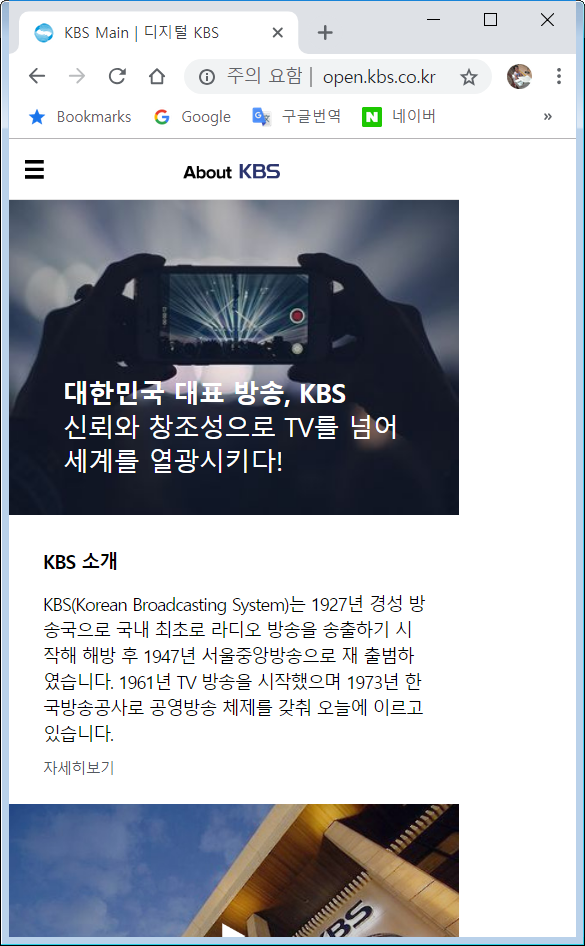 KBS Main | 디지털 KBS
주의 요함 | open.kbs.co.kr
Bookmarks Google 구글번역 N 네이버 »
About KBS
대한민국 대표 방송, KBS
신뢰와 창조성으로 TV를 넘어
세계를 열광시키다!
KBS 소개
KBS(Korean Broadcasting System)는 1927년 경성 방
송국으로 국내 최초로 라디오 방송을 송출하기 시
작해 해방 후 1947년 서울중앙방송으로 재 출범하
였습니다. 1961년 TV 방송을 시작했으며 1973년 한
국방송공사로 공영방송 체제를 갖춰 오늘에 이르고
있습니다.
자세히보기
KBS